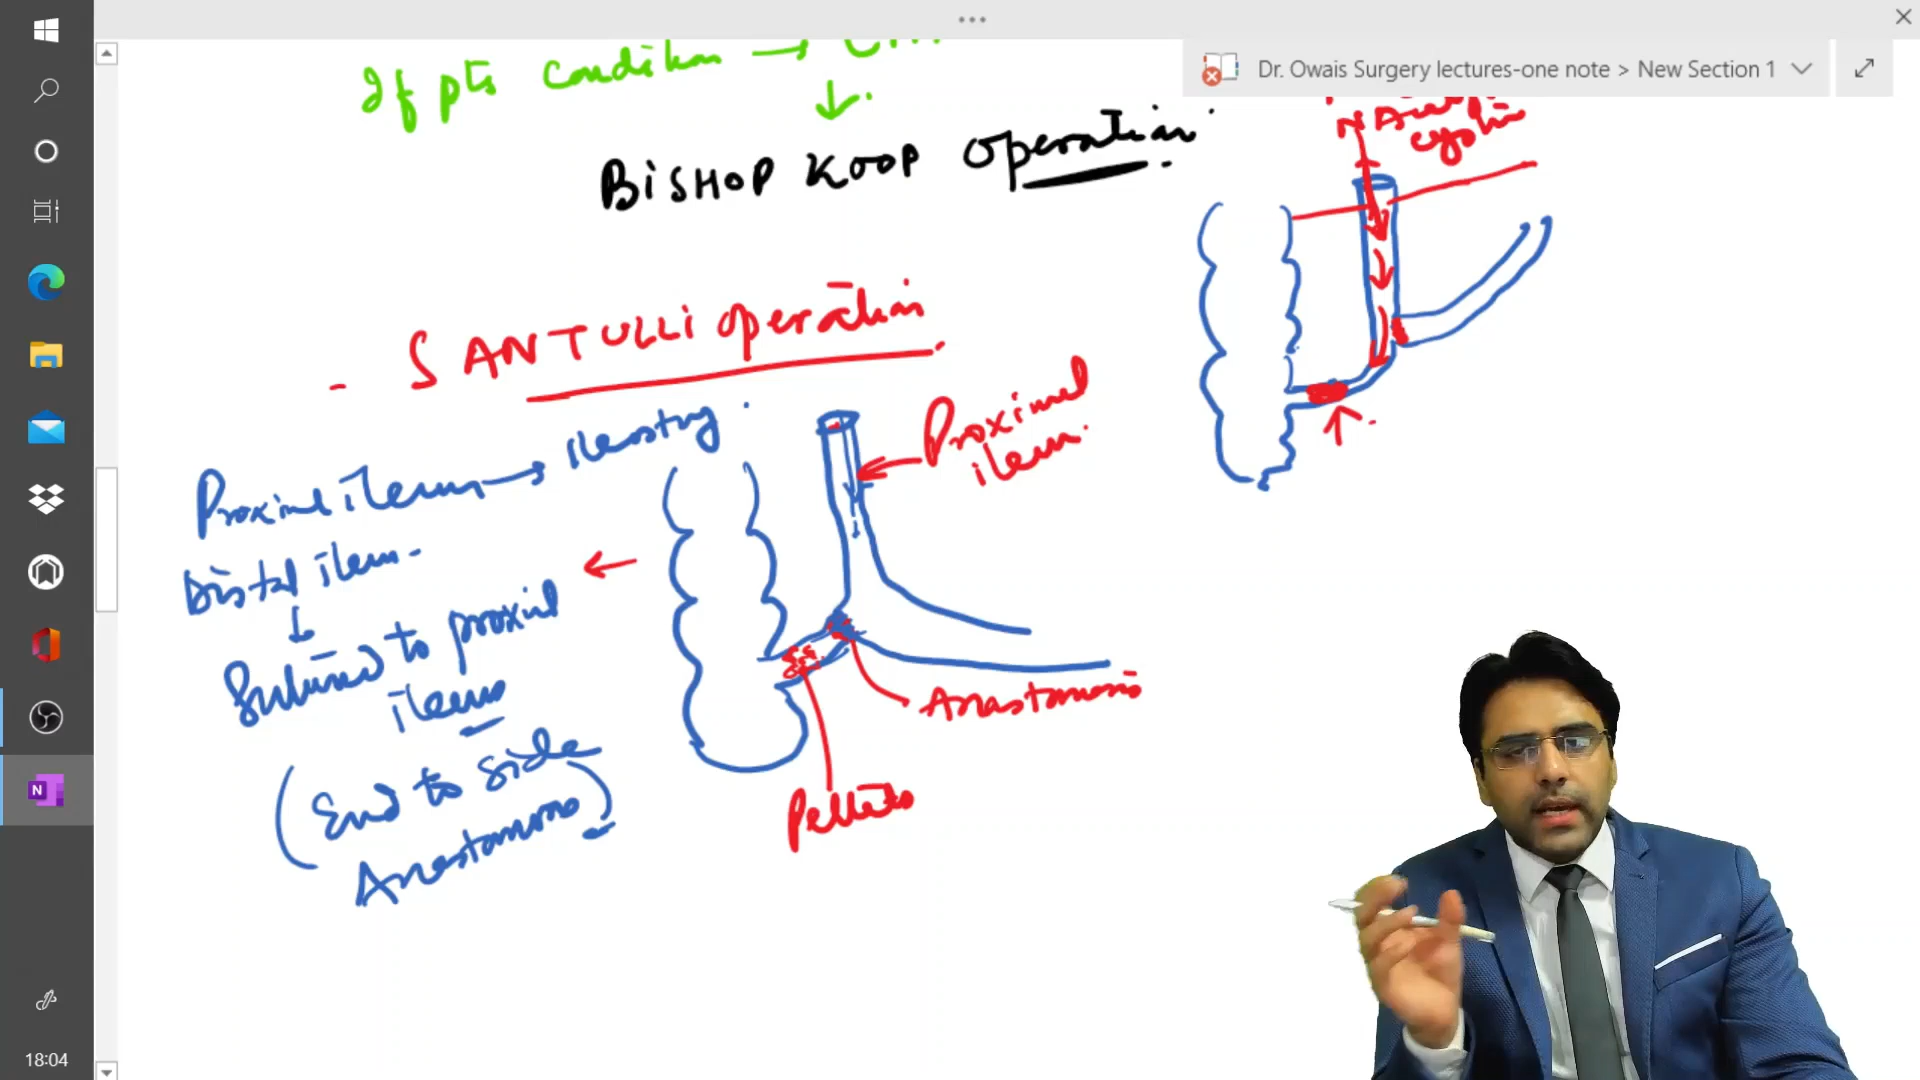 Dr. Owais Surgery lectures-one note > New Section 1
If pts condition →
BISHOP KOOP operation
- SANTULLI operation
Proximal ileum → ileostomy
Distal ileum
sutured to proximal
ileum
(End to side
Anastomosis)
Proximal
ileum
Anastomosis
Pellets
N
18:04